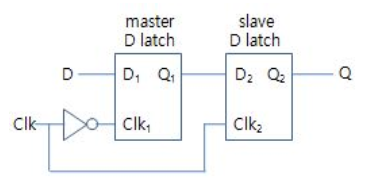 master slave
D latch D latch
D D₁ Q₁ D₂ Q₂ Q
Clk Clk₁ Clk₂